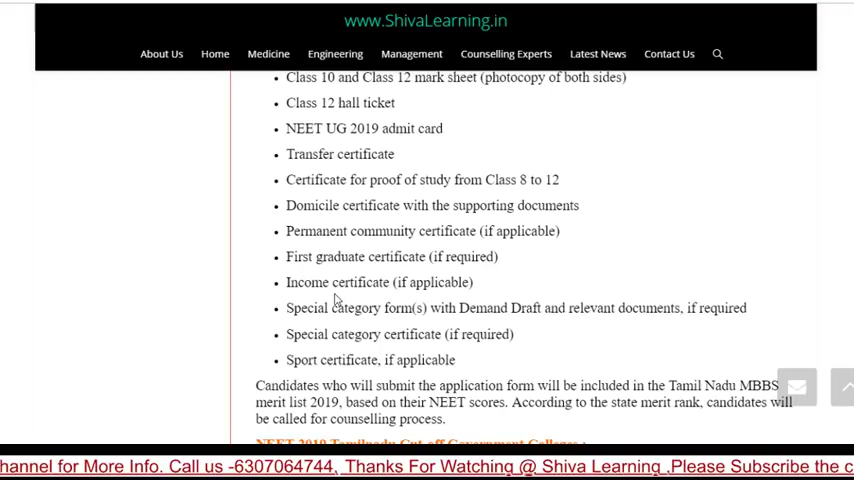 www.ShivaLearning.in
About Us Home Medicine Engineering Management Counselling Experts Latest News Contact Us
• Class 10 and Class 12 mark sheet (photocopy of both sides)
• Class 12 hall ticket
• NEET UG 2019 admit card
• Transfer certificate
• Certificate for proof of study from Class 8 to 12
• Domicile certificate with the supporting documents
• Permanent community certificate (if applicable)
• First graduate certificate (if required)
• Income certificate (if applicable)
• Special category form(s) with Demand Draft and relevant documents, if required
• Special category certificate (if required)
• Sport certificate, if applicable
Candidates who will submit the application form will be included in the Tamil Nadu MBBS
merit list 2019, based on their NEET scores. According to the state merit rank, candidates will
be called for counselling process.
NEET 2019 Tamilnadu Cut-off Government Colleges :
hannel for More Info. Call us -6307064744, Thanks For Watching @ Shiva Learning ,Please Subscribe the c